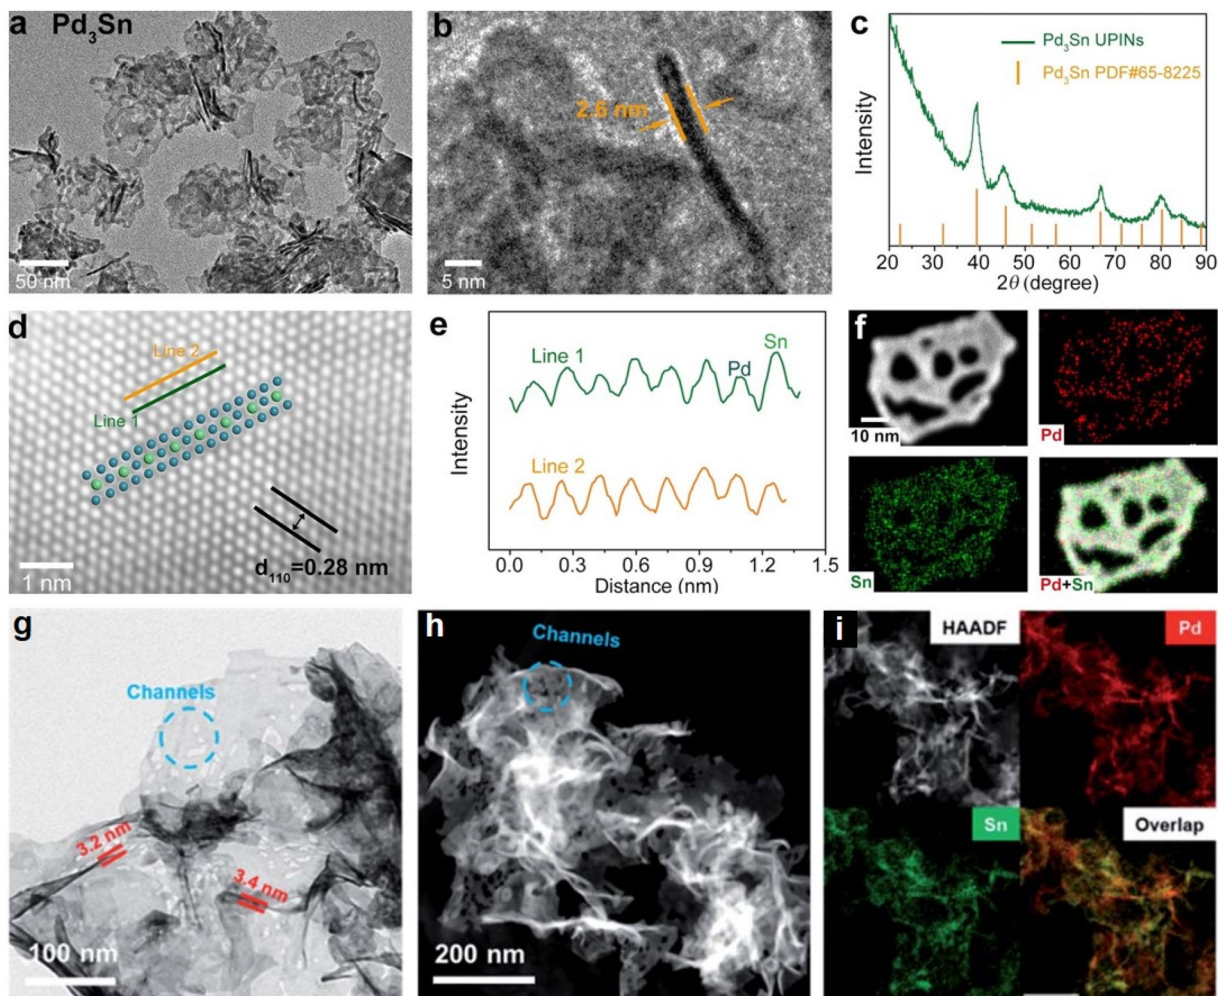 a Pd₃Sn
50 nm
b
2.6 nm
5 nm
c
Pd₃Sn UPINs
Pd₃Sn PDF#65-8225
Intensity
20 30 40 50 60 70 80 90
2θ (degree)
d
Line 2
Line 1
1 nm
d₁₁₀=0.28 nm
e
Line 1
Pd
Sn
Line 2
Intensity
0.0 0.3 0.6 0.9 1.2 1.5
Distance (nm)
f
10 nm
Pd
Sn
Pd+Sn
g
Channels
3.2 nm
3.4 nm
100 nm
h
Channels
200 nm
i
HAADF
Pd
Sn
Overlap